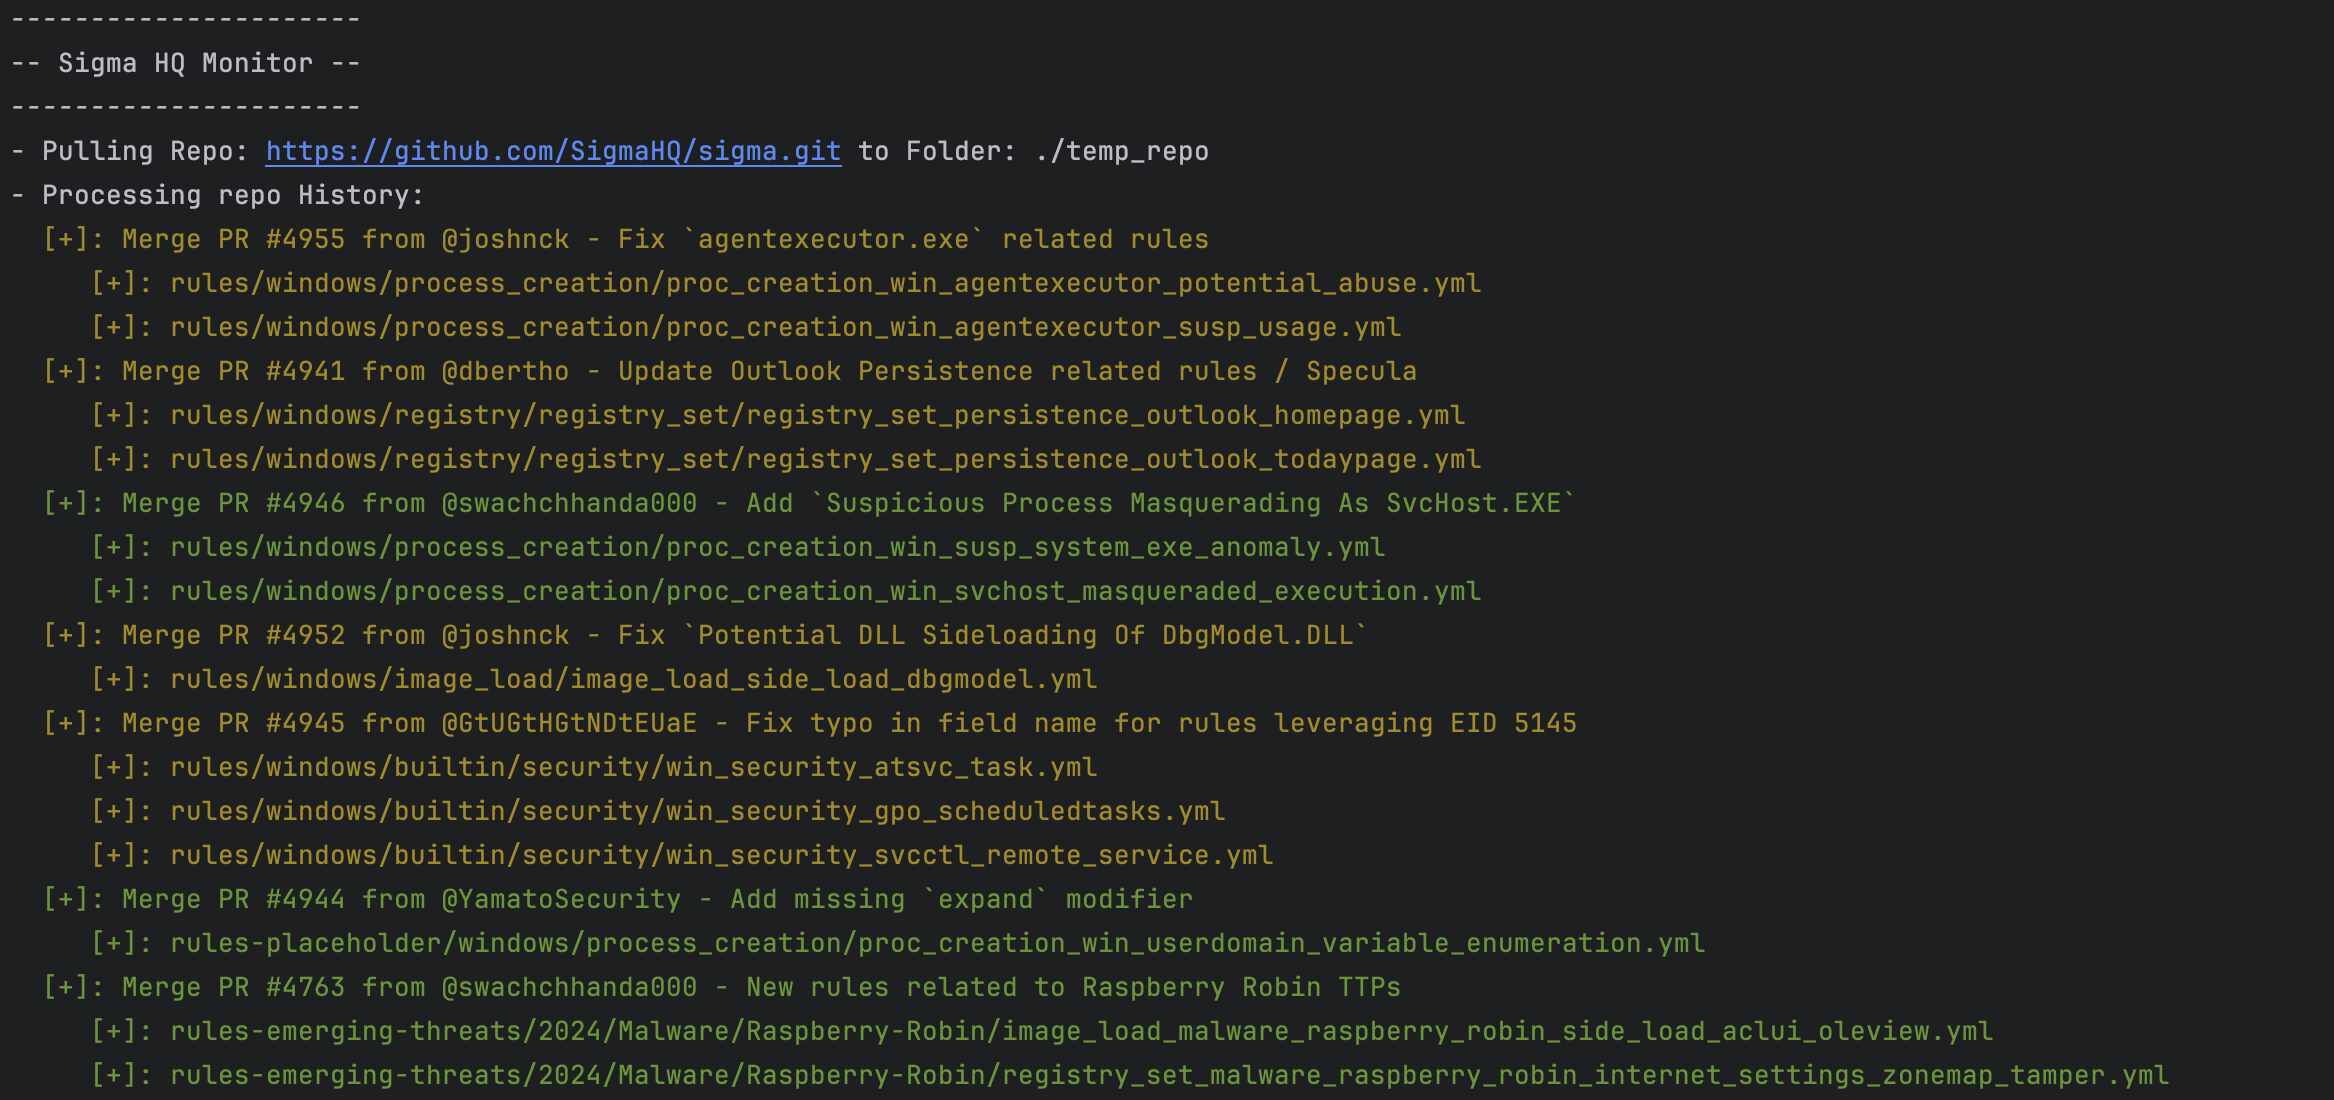 ----------------------
-- Sigma HQ Monitor --
----------------------
- Pulling Repo: https://github.com/SigmaHQ/sigma.git to Folder: ./temp_repo
- Processing repo History:
[+]: Merge PR #4955 from @joshnck - Fix `agentexecutor.exe` related rules
[+]: rules/windows/process_creation/proc_creation_win_agentexecutor_potential_abuse.yml
[+]: rules/windows/process_creation/proc_creation_win_agentexecutor_susp_usage.yml
[+]: Merge PR #4941 from @dbertho - Update Outlook Persistence related rules / Specula
[+]: rules/windows/registry/registry_set/registry_set_persistence_outlook_homepage.yml
[+]: rules/windows/registry/registry_set/registry_set_persistence_outlook_todaypage.yml
[+]: Merge PR #4946 from @swachchhanda000 - Add `Suspicious Process Masquerading As SvcHost.EXE`
[+]: rules/windows/process_creation/proc_creation_win_susp_system_exe_anomaly.yml
[+]: rules/windows/process_creation/proc_creation_win_svchost_masqueraded_execution.yml
[+]: Merge PR #4952 from @joshnck - Fix `Potential DLL Sideloading Of DbgModel.DLL`
[+]: rules/windows/image_load/image_load_side_load_dbgmodel.yml
[+]: Merge PR #4945 from @GtUGtHGtNDtEUaE - Fix typo in field name for rules leveraging EID 5145
[+]: rules/windows/builtin/security/win_security_atsvc_task.yml
[+]: rules/windows/builtin/security/win_security_gpo_scheduledtasks.yml
[+]: rules/windows/builtin/security/win_security_svcctl_remote_service.yml
[+]: Merge PR #4944 from @YamatoSecurity - Add missing `expand` modifier
[+]: rules-placeholder/windows/process_creation/proc_creation_win_userdomain_variable_enumeration.yml
[+]: Merge PR #4763 from @swachchhanda000 - New rules related to Raspberry Robin TTPs
[+]: rules-emerging-threats/2024/Malware/Raspberry-Robin/image_load_malware_raspberry_robin_side_load_aclui_oleview.yml
[+]: rules-emerging-threats/2024/Malware/Raspberry-Robin/registry_set_malware_raspberry_robin_internet_settings_zonemap_tamper.yml